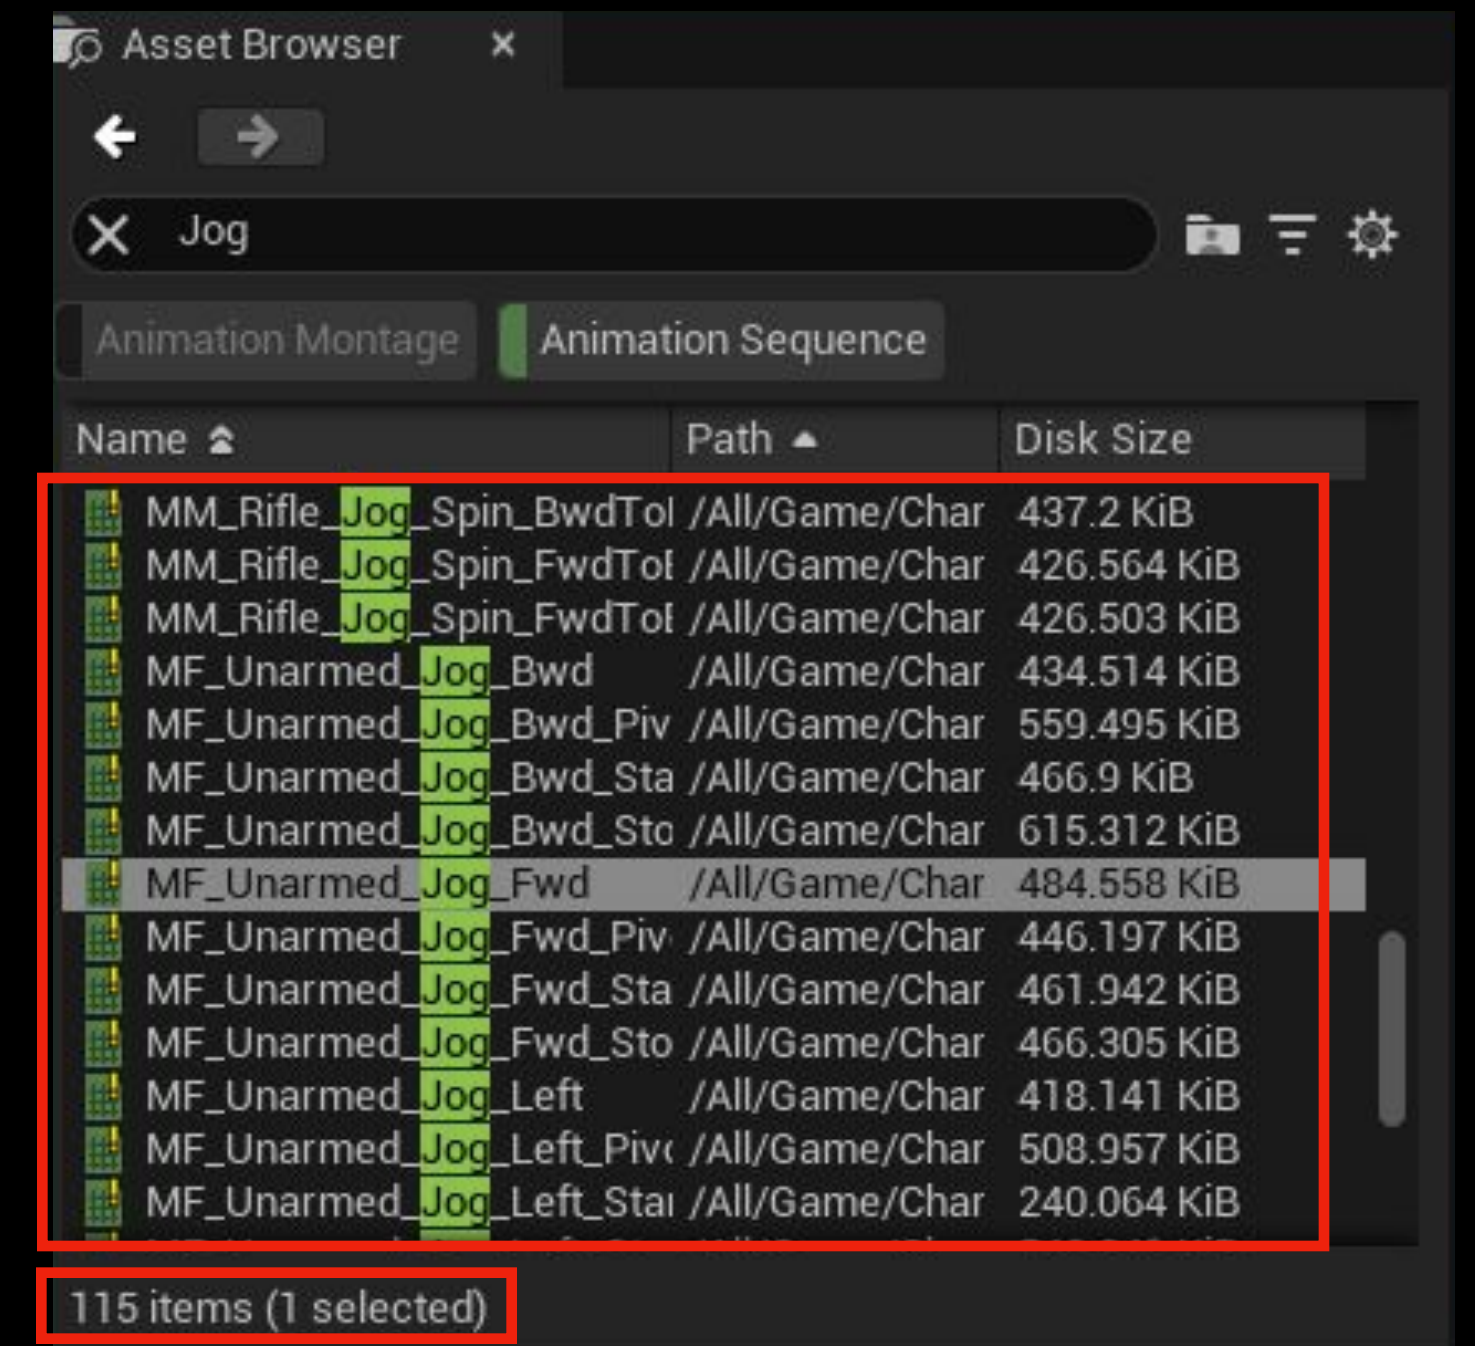 Asset Browser
Jog
Animation Montage Animation Sequence
Name Path Disk Size
MM_Rifle_Jog_Spin_BwdTo /All/Game/Char 437.2 KiB
MM_Rifle_Jog_Spin_FwdTo /All/Game/Char 426.564 KiB
MM_Rifle_Jog_Spin_FwdTo /All/Game/Char 426.503 KiB
MF_Unarmed_Jog_Bwd /All/Game/Char 434.514 KiB
MF_Unarmed_Jog_Bwd_Piv /All/Game/Char 559.495 KiB
MF_Unarmed_Jog_Bwd_Sta /All/Game/Char 466.9 KiB
MF_Unarmed_Jog_Bwd_Sto /All/Game/Char 615.312 KiB
MF_Unarmed_Jog_Fwd /All/Game/Char 484.558 KiB
MF_Unarmed_Jog_Fwd_Piv /All/Game/Char 446.197 KiB
MF_Unarmed_Jog_Fwd_Sta /All/Game/Char 461.942 KiB
MF_Unarmed_Jog_Fwd_Sto /All/Game/Char 466.305 KiB
MF_Unarmed_Jog_Left /All/Game/Char 418.141 KiB
MF_Unarmed_Jog_Left_Piv /All/Game/Char 508.957 KiB
MF_Unarmed_Jog_Left_Sta /All/Game/Char 240.064 KiB
115 items (1 selected)